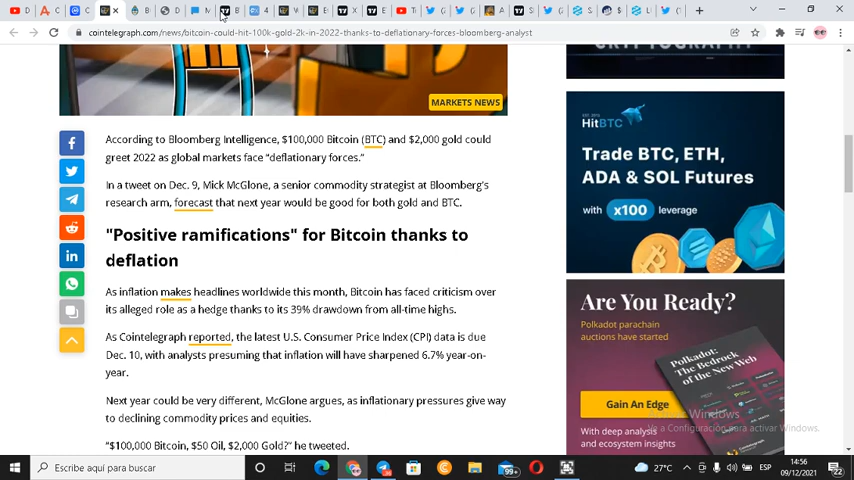 cointelegraph.com/news/bitcoin-could-hit-100k-gold-2k-in-2022-thanks-to-deflationary-forces-bloomberg-analyst
MARKETS NEWS
According to Bloomberg Intelligence, $100,000 Bitcoin (BTC) and $2,000 gold could
greet 2022 as global markets face “deflationary forces.”
In a tweet on Dec. 9, Mick McGlone, a senior commodity strategist at Bloomberg's
research arm, forecast that next year would be good for both gold and BTC.
"Positive ramifications" for Bitcoin thanks to
deflation
As inflation makes headlines worldwide this month, Bitcoin has faced criticism over
its alleged role as a hedge thanks to its 39% drawdown from all-time highs.
As Cointelegraph reported, the latest U.S. Consumer Price Index (CPI) data is due
Dec. 10, with analysts presuming that inflation will have sharpened 6.7% year-on-
year.
Next year could be very different, McGlone argues, as inflationary pressures give way
to declining commodity prices and equities.
“$100,000 Bitcoin, $50 Oil, $2,000 Gold?” he tweeted.
HitBTC
Trade BTC, ETH,
ADA & SOL Futures
with x100 leverage
Are You Ready?
Polkadot parachain
auctions have started
Polkadot:
The Bedrock
of the New Web
Gain An Edge
With deep analysis
and ecosystem insights
Windows
Ve a Configuración para activar Windows.
Escribe aquí para buscar
99+
27°C
ESP
14:56
09/12/2021
22